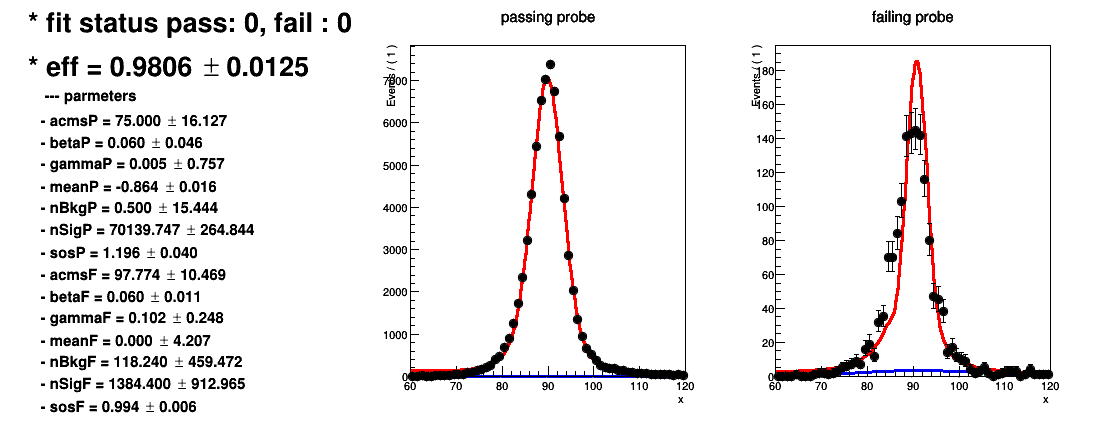 * fit status pass: 0, fail : 0
* eff = 0.9806 ± 0.0125
--- parmeters
- acmsP = 75.000 ± 16.127
- betaP = 0.060 ± 0.046
- gammaP = 0.005 ± 0.757
- meanP = -0.864 ± 0.016
- nBkgP = 0.500 ± 15.444
- nSigP = 70139.747 ± 264.844
- sosP = 1.196 ± 0.040
- acmsF = 97.774 ± 10.469
- betaF = 0.060 ± 0.011
- gammaF = 0.102 ± 0.248
- meanF = 0.000 ± 4.207
- nBkgF = 118.240 ± 459.472
- nSigF = 1384.400 ± 912.965
- sosF = 0.994 ± 0.006
passing probe
Events / ( 1 )
7000
6000
5000
4000
3000
2000
1000
0
60 70 80 90 100 110 120
x
failing probe
Events / ( 1 )
180
160
140
120
100
80
60
40
20
0
60 70 80 90 100 110 120
x